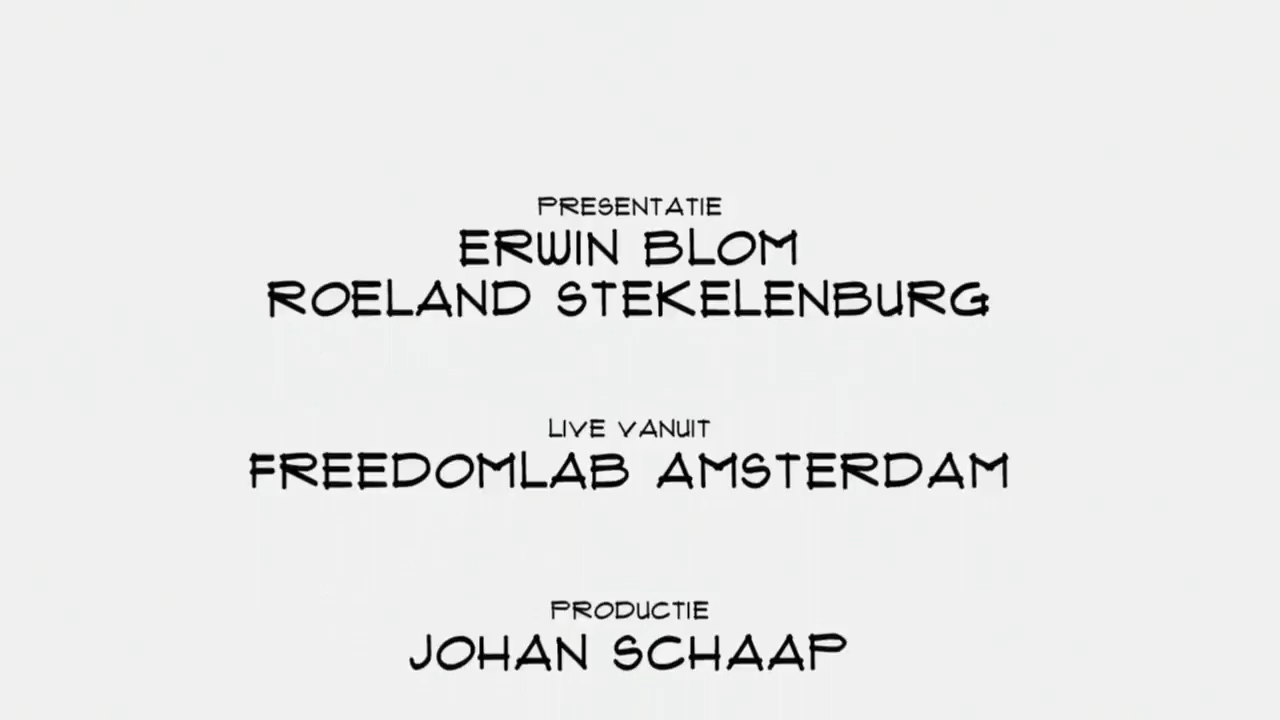 PRESENTATIE
ERWIN BLOM
ROELAND STEKELENBURG
LIVE VANUIT
FREEDOMLAB AMSTERDAM
PRODUCTIE
JOHAN SCHAAP